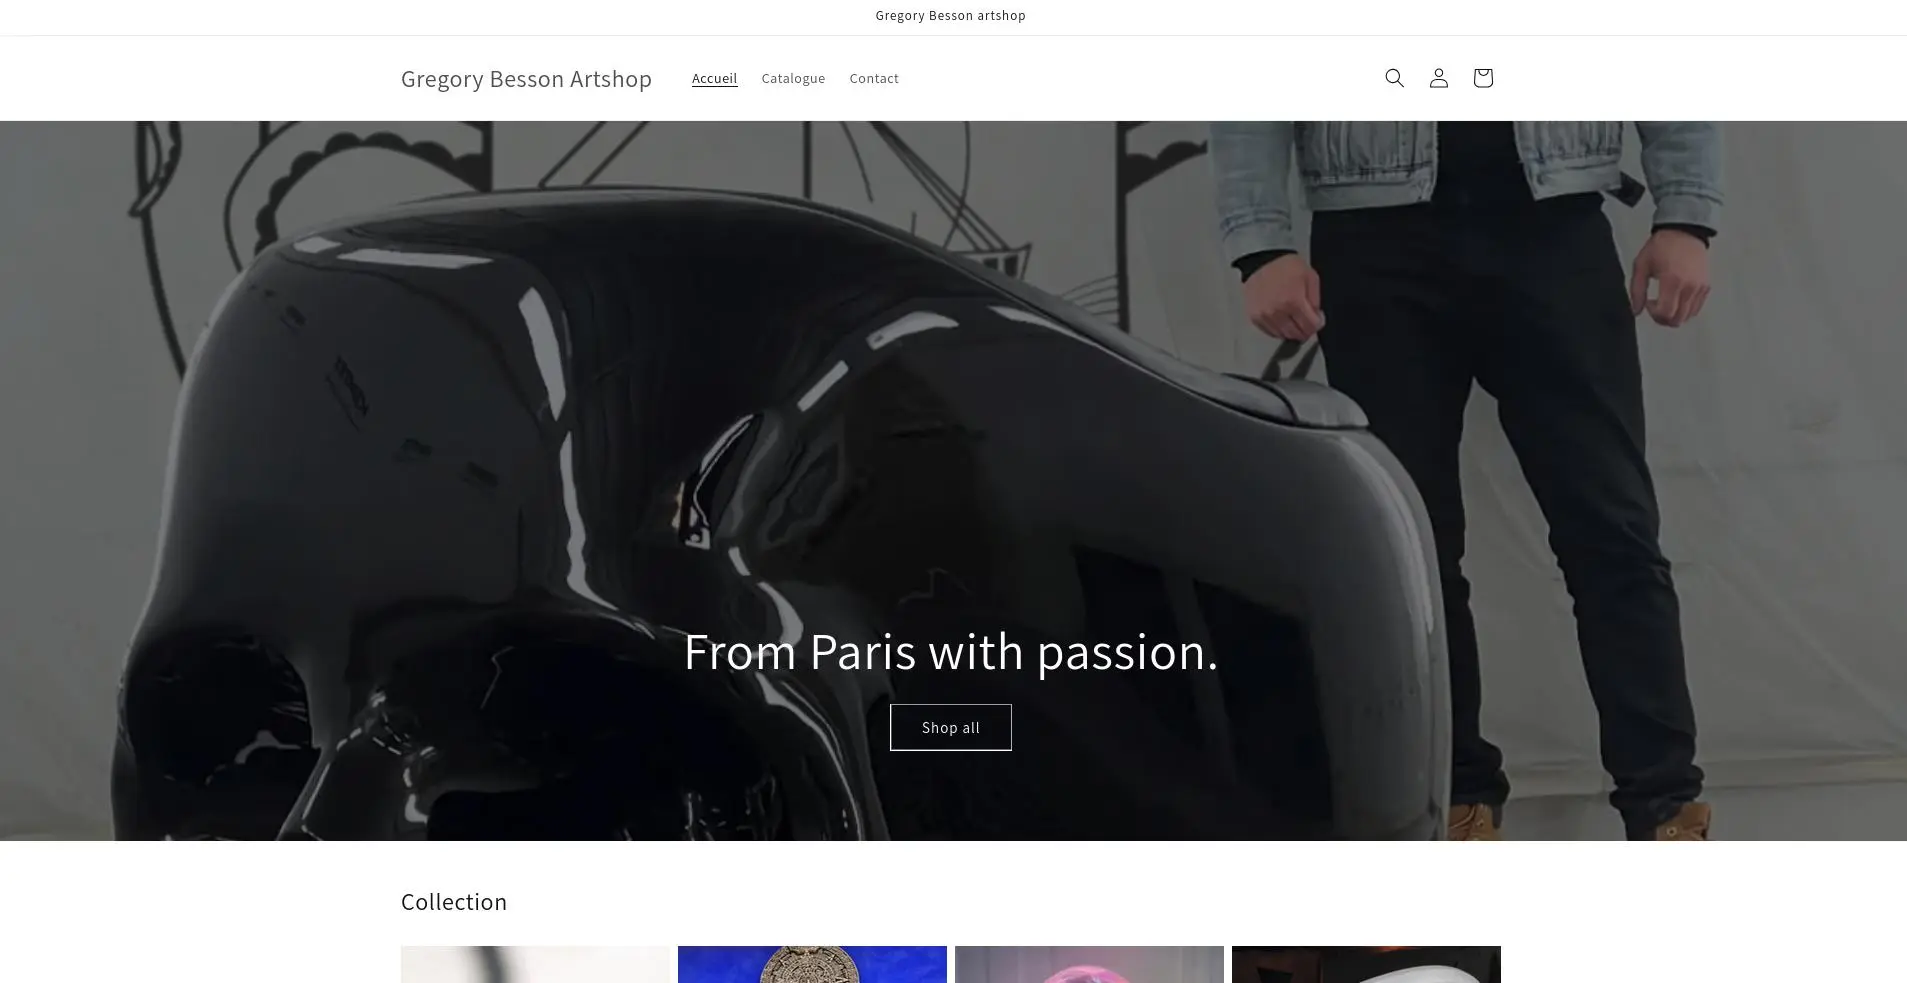 Gregory Besson artshop
Gregory Besson Artshop
Accueil
Catalogue
Contact
From Paris with passion.
Shop all
Collection